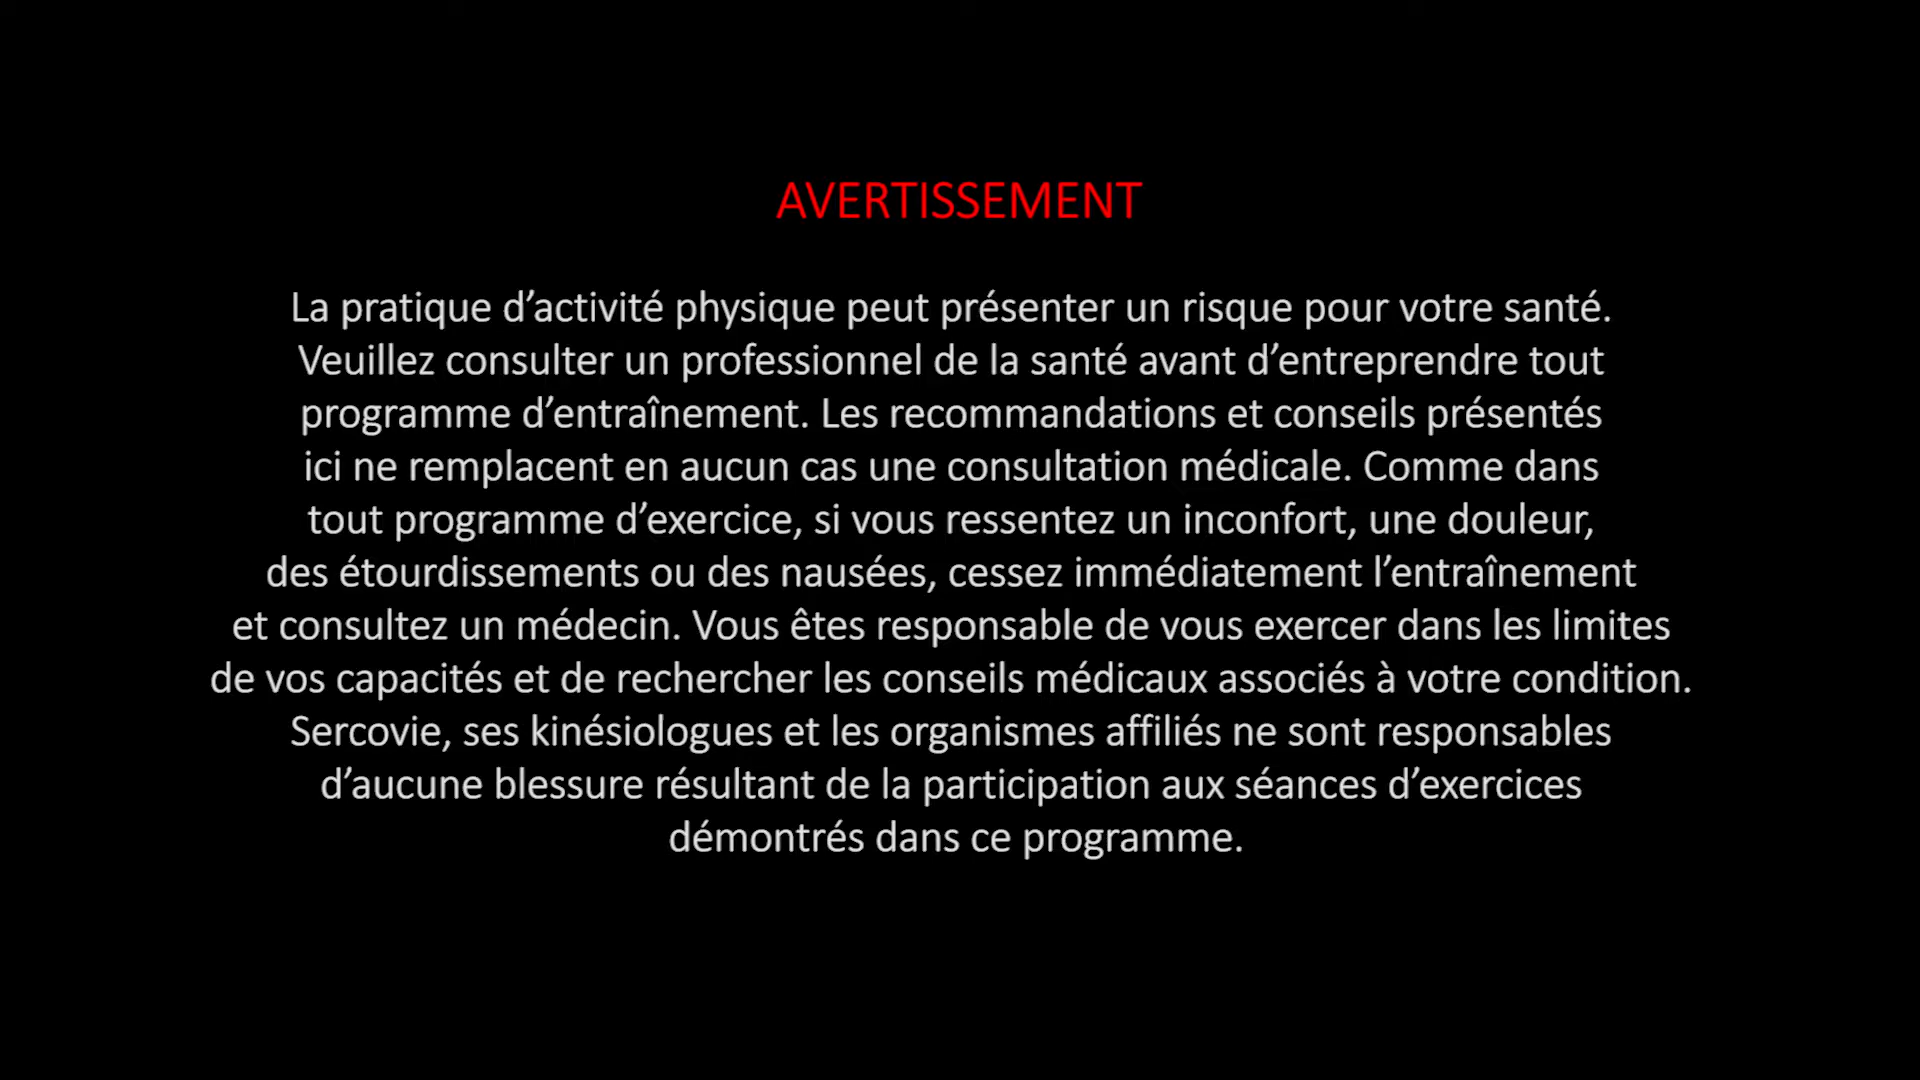 AVERTISSEMENT
La pratique d’activité physique peut présenter un risque pour votre santé.
Veuillez consulter un professionnel de la santé avant d’entreprendre tout
programme d’entraînement. Les recommandations et conseils présentés
ici ne remplacent en aucun cas une consultation médicale. Comme dans
tout programme d’exercice, si vous ressentez un inconfort, une douleur,
des étourdissements ou des nausées, cessez immédiatement l’entraînement
et consultez un médecin. Vous êtes responsable de vous exercer dans les limites
de vos capacités et de rechercher les conseils médicaux associés à votre condition.
Sercovie, ses kinésiologues et les organismes affiliés ne sont responsables
d’aucune blessure résultant de la participation aux séances d’exercices
démontrés dans ce programme.